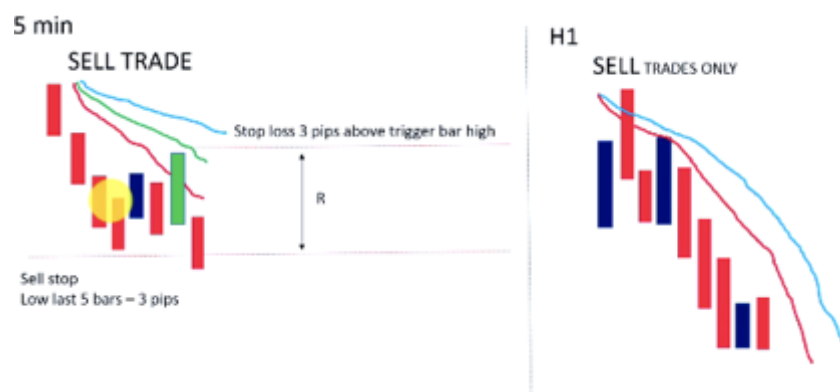 5 min
SELL TRADE
Stop loss 3 pips above trigger bar high
R
Sell stop
Low last 5 bars – 3 pips
H1
SELL TRADES ONLY